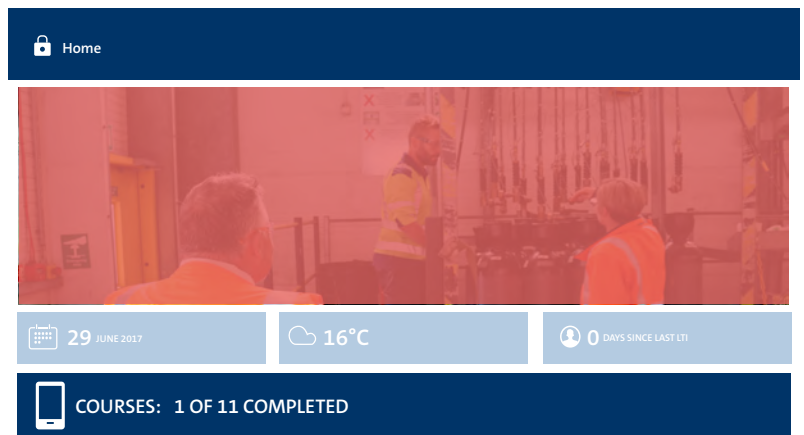 Home
29 JUNE 2017
16°C
0 DAYS SINCE LAST LTI
COURSES: 1 OF 11 COMPLETED